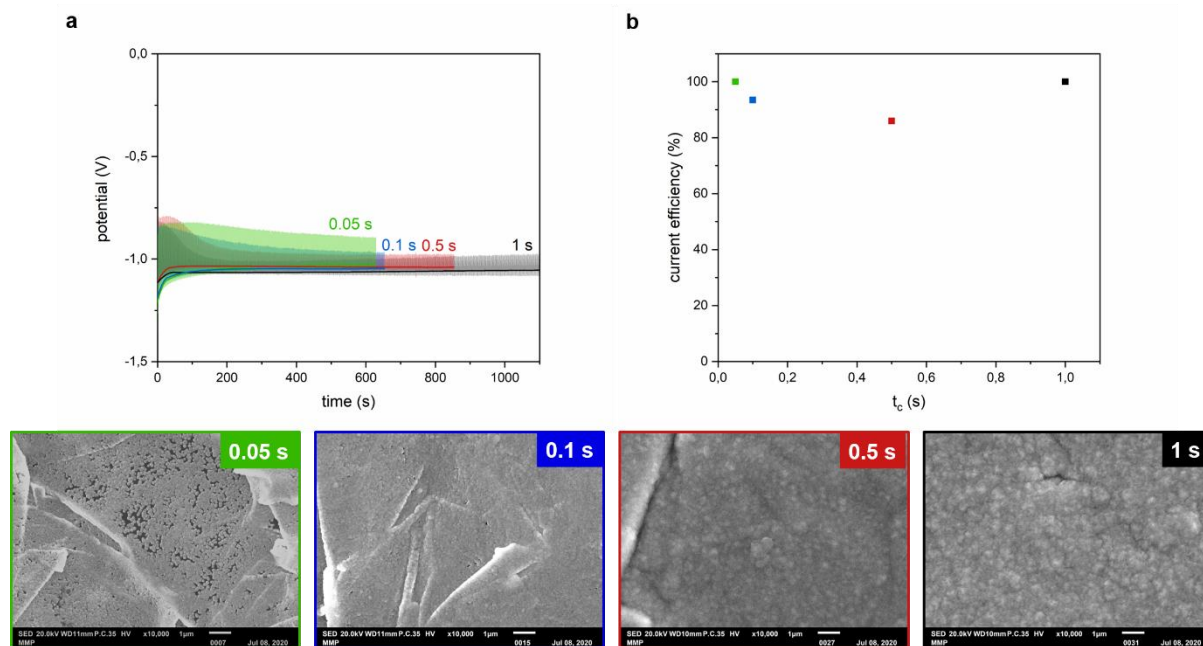 a
0,0
-0,5
-1,0
-1,5
potential (V)
0.05 s
0.1 s
0.5 s
1 s
0
200
400
600
800
1000
time (s)
b
100
80
60
40
20
0
current efficiency (%)
0,0
0,2
0,4
0,6
0,8
1,0
tc (s)
0.05 s
SED 20.0kV WD11mm P.C.35 HV x10,000 1µm 0007 Jul 08, 2020
MMP
0.1 s
SED 20.0kV WD11mm P.C.35 HV x10,000 1µm 0015 Jul 08, 2020
MMP
0.5 s
SED 20.0kV WD10mm P.C.35 HV x10,000 1µm 0027 Jul 08, 2020
MMP
1 s
SED 20.0kV WD10mm P.C.35 HV x10,000 1µm 0031 Jul 08, 2020
MMP